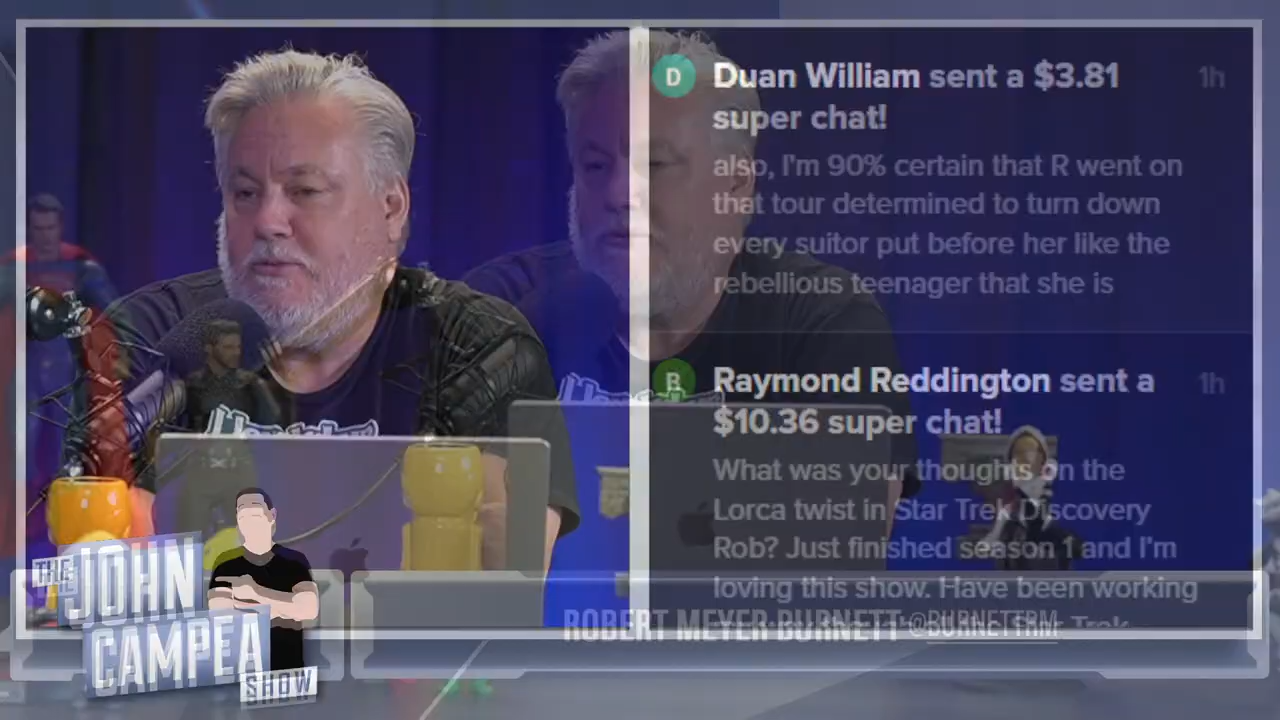 D
Duan William sent a $3.81
1h
super chat!
also, I'm 90% certain that R went on
that tour determined to turn down
every suitor put before her like the
rebellious teenager that she is
R
Raymond Reddington sent a
1h
$10.36 super chat!
What was your thoughts on the
Lorca twist in Star Trek Discovery
Rob? Just finished season 1 and I'm
loving this show. Have been working
Star Trek
ROBERT MEYER BURNETT @BURNETTRM
THE
JOHN
CAMPEA
SHOW